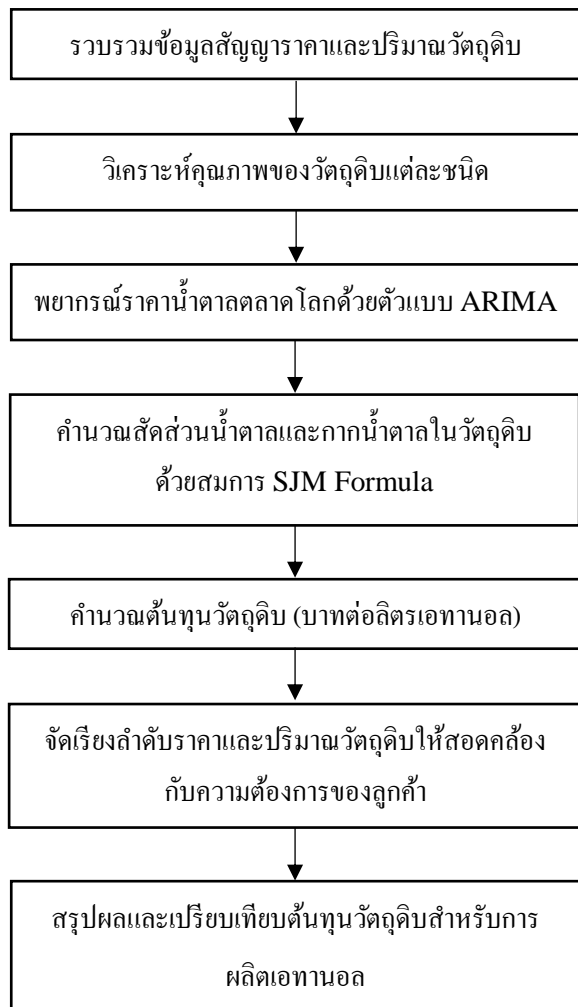 รวบรวมข้อมูลสัญญาราคาและปริมาณวัตถุดิบ
วิเคราะห์คุณภาพของวัตถุดิบแต่ละชนิด
พยากรณ์ราคาน้ำตาลตลาดโลกด้วยตัวแบบ ARIMA
คำนวณสัดส่วนน้ำตาลและกากน้ำตาลในวัตถุดิบ
ด้วยสมการ SJM Formula
คำนวณต้นทุนวัตถุดิบ (บาทต่อลิตรเอทานอล)
จัดเรียงลำดับราคาและปริมาณวัตถุดิบให้สอดคล้อง
กับความต้องการของลูกค้า
สรุปผลและเปรียบเทียบต้นทุนวัตถุดิบสำหรับการ
ผลิตเอทานอล